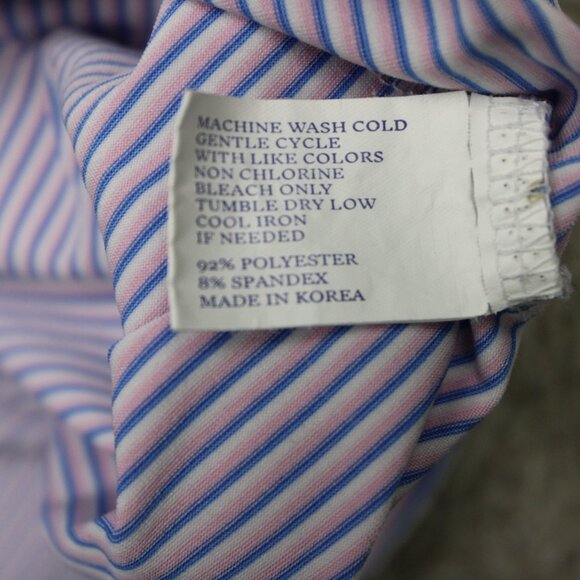 MACHINE WASH COLD
GENTLE CYCLE
WITH LIKE COLORS
NON CHLORINE
BLEACH ONLY
TUMBLE DRY LOW
COOL IRON
IF NEEDED
92% POLYESTER
8% SPANDEX
MADE IN KOREA